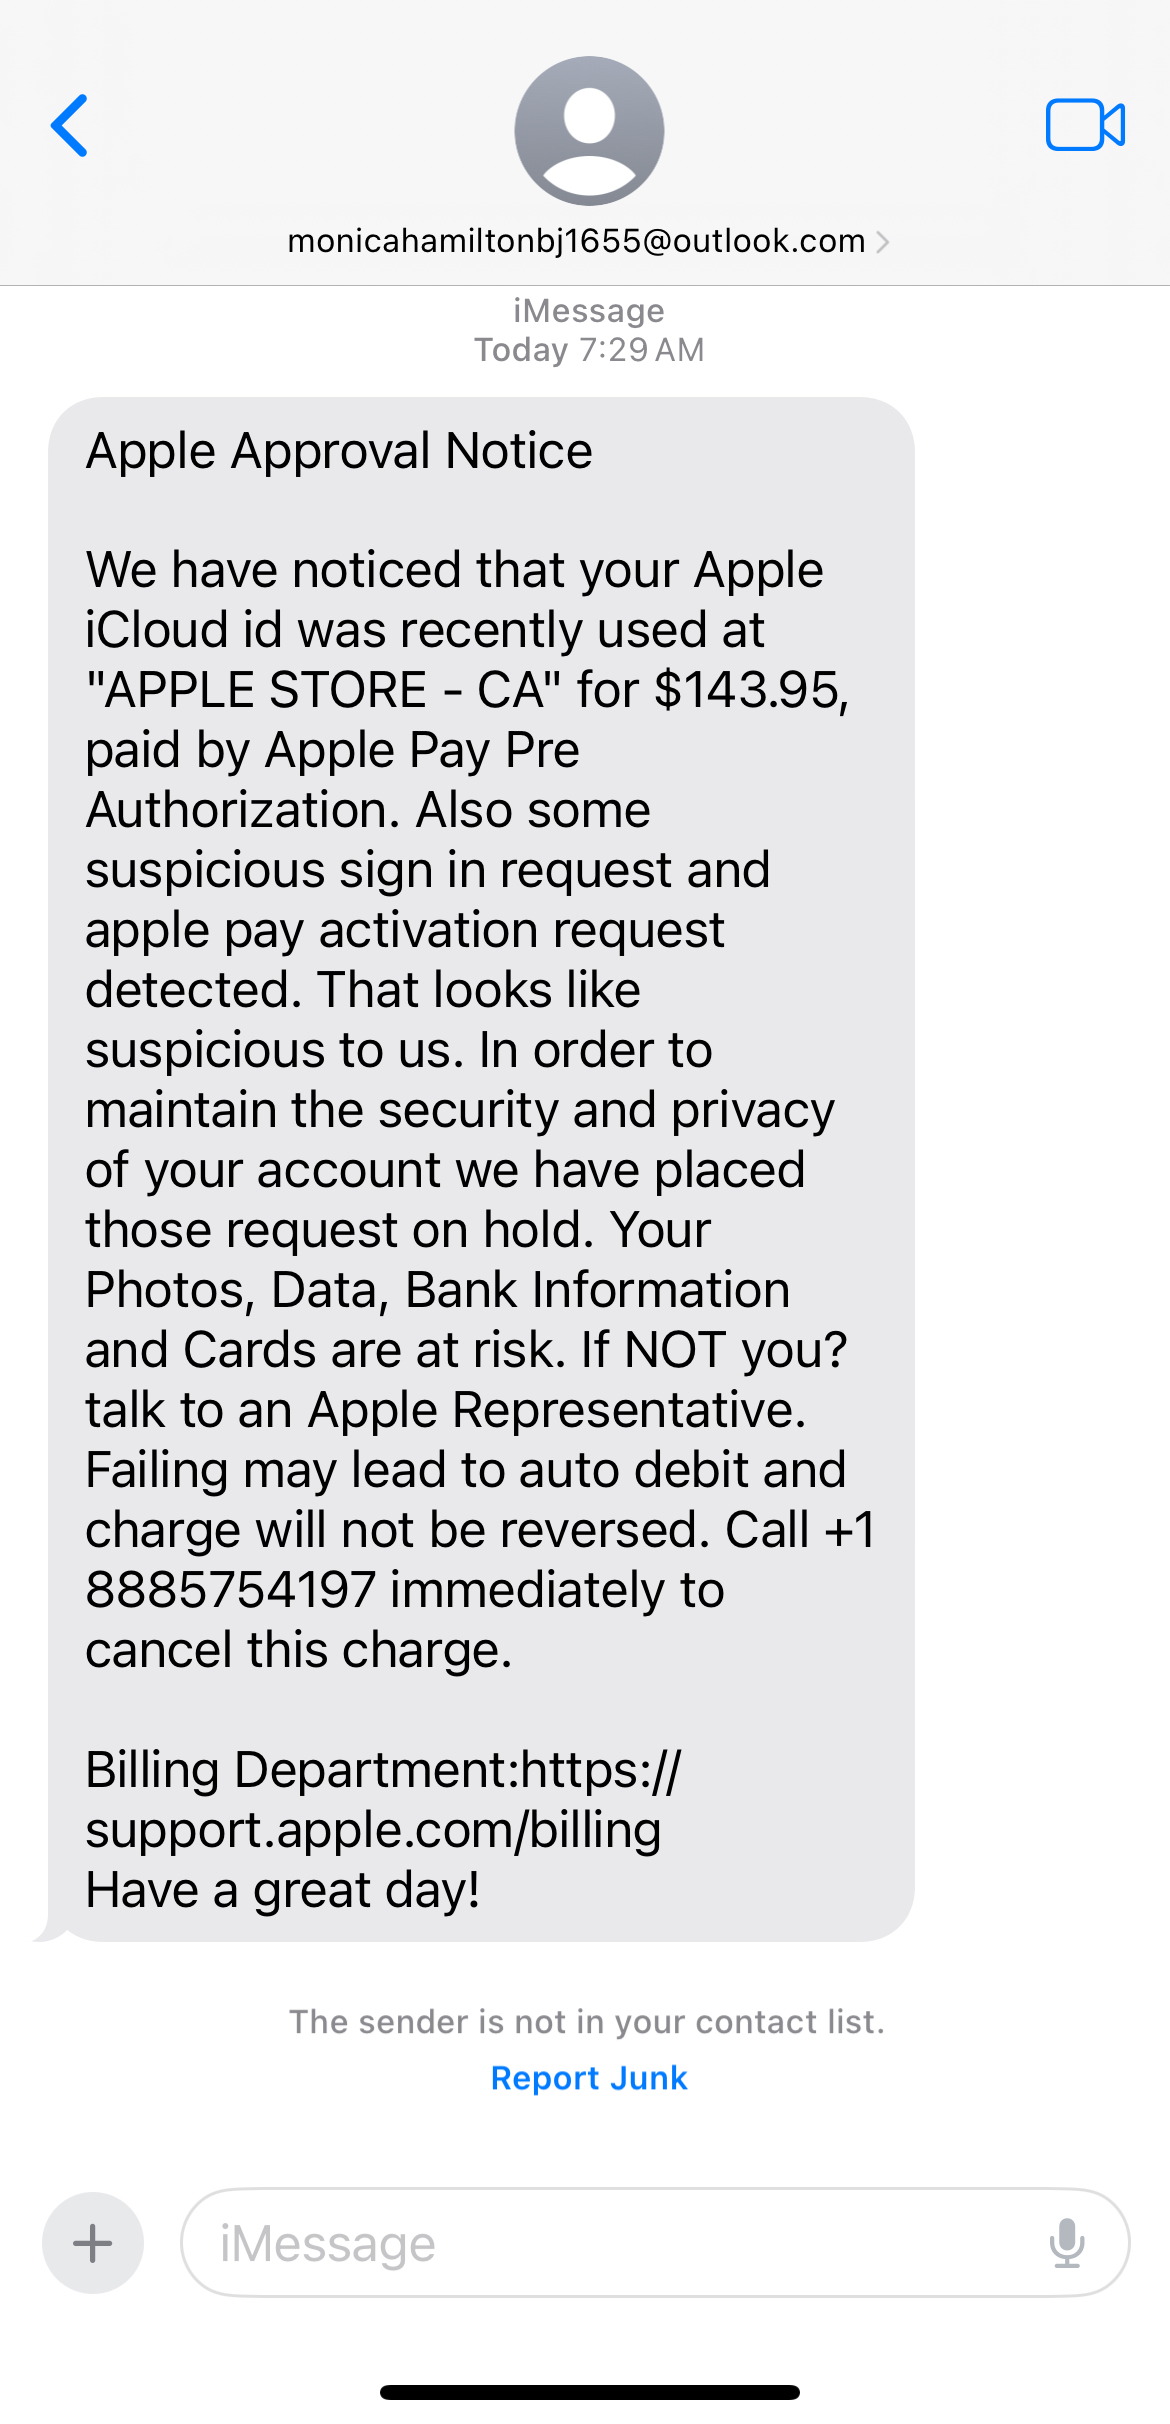 monicahamiltonbj1655@outlook.com
iMessage
Today 7:29 AM
Apple Approval Notice
We have noticed that your Apple
iCloud id was recently used at
"APPLE STORE - CA" for $143.95,
paid by Apple Pay Pre
Authorization. Also some
suspicious sign in request and
apple pay activation request
detected. That looks like
suspicious to us. In order to
maintain the security and privacy
of your account we have placed
those request on hold. Your
Photos, Data, Bank Information
and Cards are at risk. If NOT you?
talk to an Apple Representative.
Failing may lead to auto debit and
charge will not be reversed. Call +1
8885754197 immediately to
cancel this charge.
Billing Department:https://
support.apple.com/billing
Have a great day!
The sender is not in your contact list.
Report Junk
iMessage